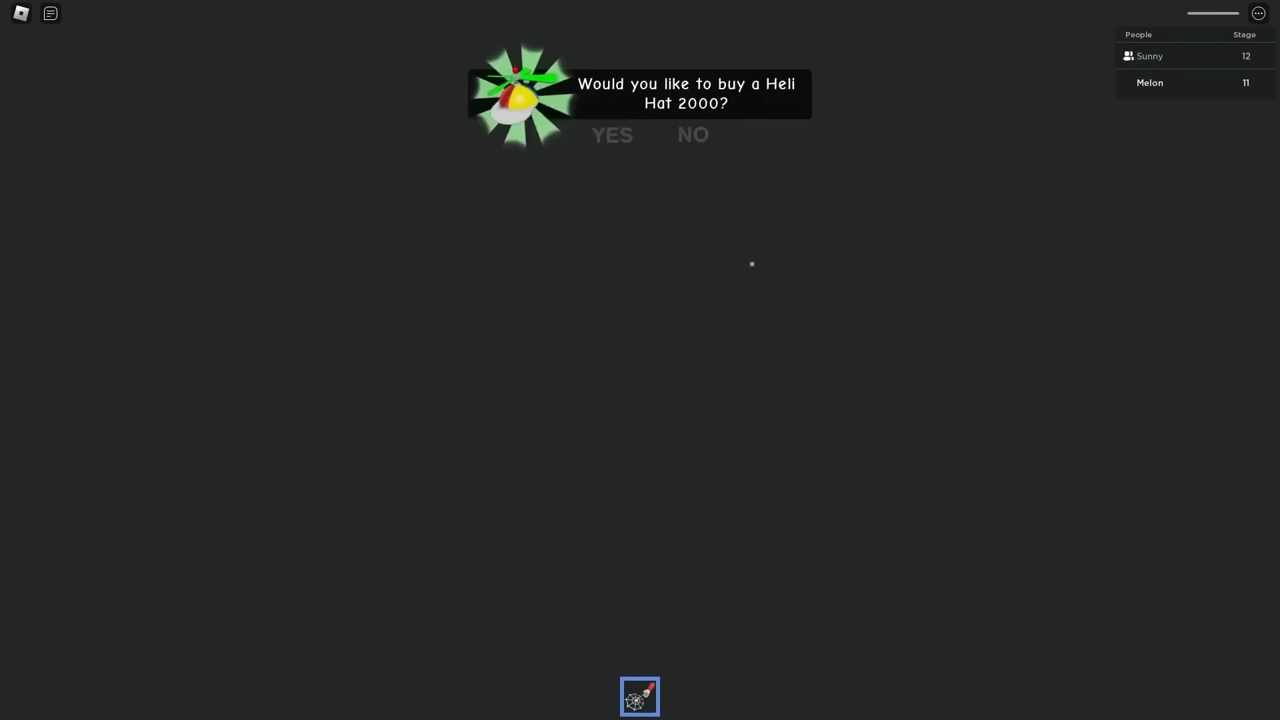 People Stage
Sunny 12
Melon 11
Would you like to buy a Heli
Hat 2000?
YES NO